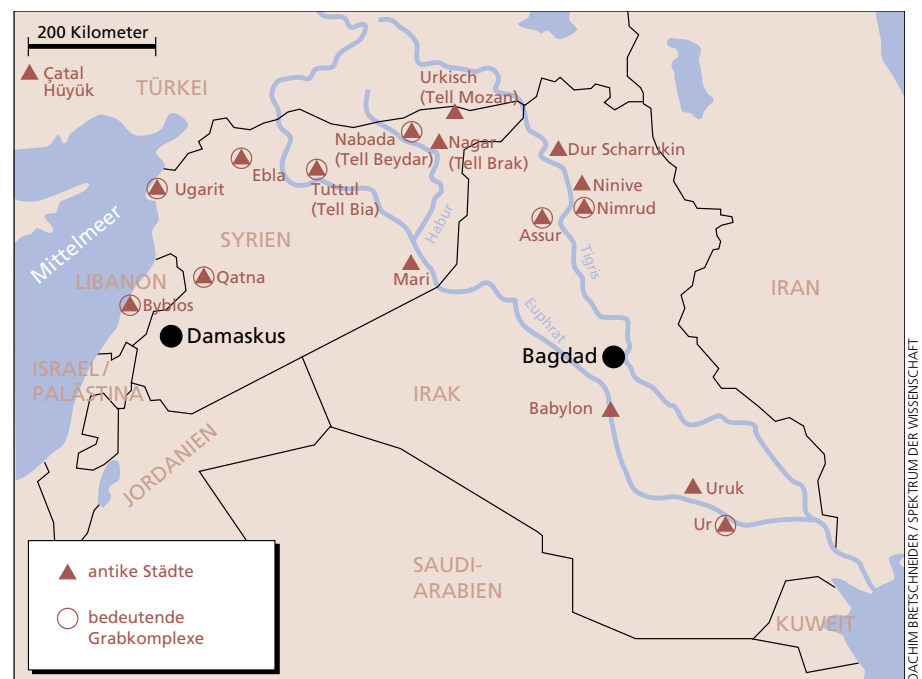 200 Kilometer
Çatal
Hüyük
TÜRKEI
Urkisch
(Tell Mozan)
Nabada
(Tell Beydar)
Nagar
(Tell Brak)
Dur Scharrukin
Ebla
Tuttul
(Tell Bia)
Ugarit
Ninive
Nimrud
Assur
Mittelmeer
SYRIEN
Habur
Tigris
LIBANON
Qatna
Mari
IRAN
Byblos
Euphrat
Damaskus
Bagdad
ISRAEL/
PALÄSTINA
IRAK
Babylon
JORDANIEN
Uruk
Ur
SAUDI-
ARABIEN
KUWEIT
antike Städte
bedeutende
Grabkomplexe
OACHIM BRETSCHNEIDER / SPEKTRUM DER WISSENSCHAFT